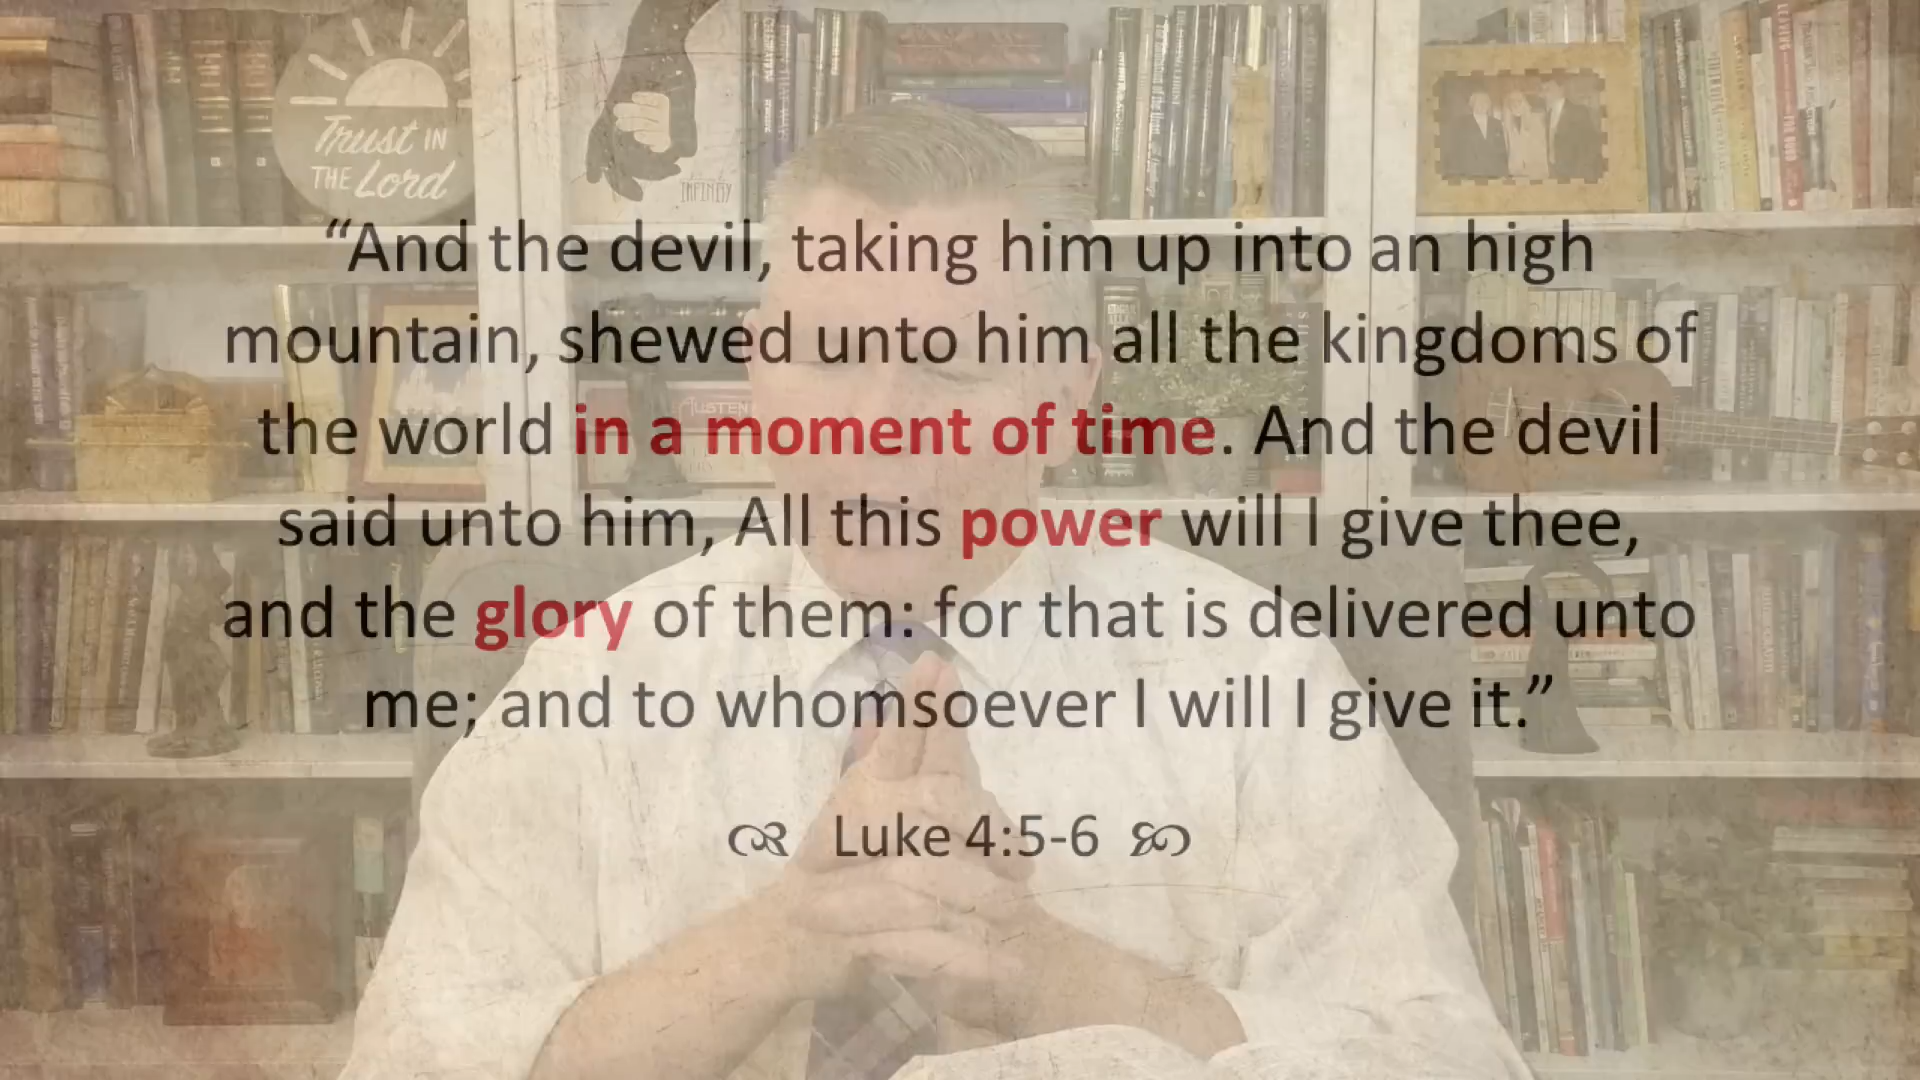 Trust IN
THE Lord
INFINITY
“And the devil, taking him up into an high
mountain, shewed unto him all the kingdoms of
the world in a moment of time. And the devil
said unto him, All this power will I give thee,
and the glory of them: for that is delivered unto
me; and to whomsoever I will I give it.”
Luke 4:5-6
AUSTEN